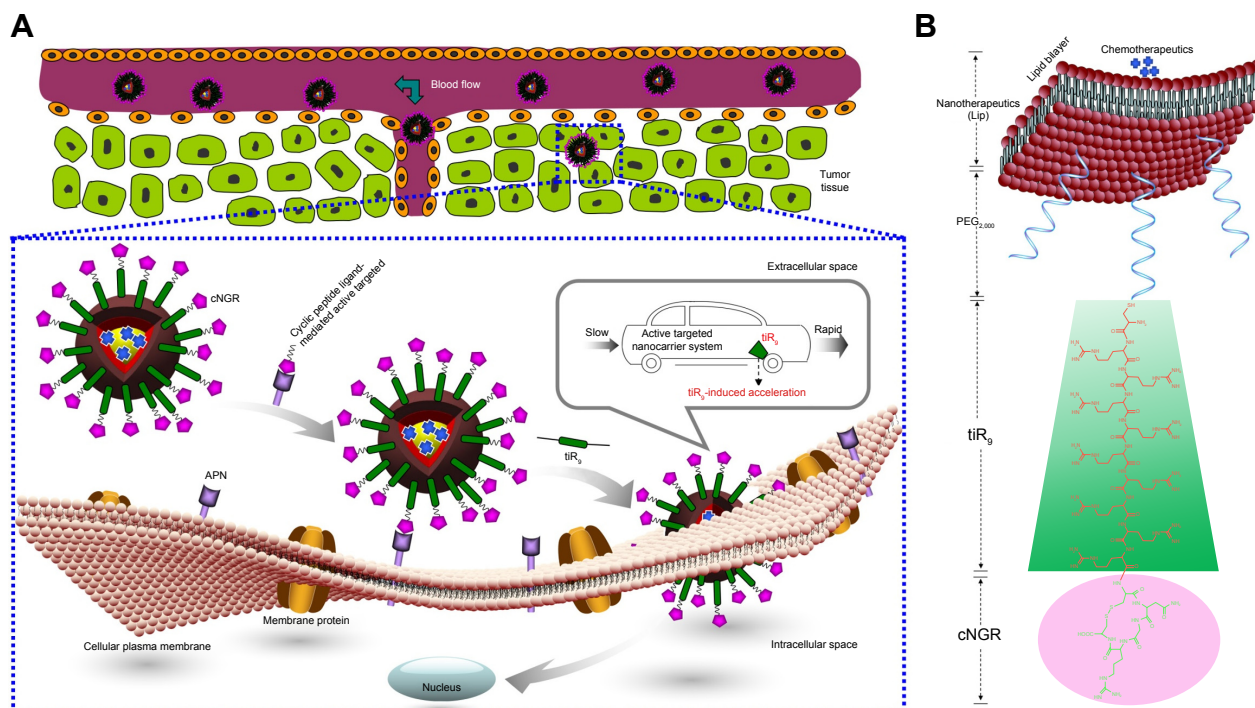 A
Blood flow
Tumor
tissue
cNGR
Cyclic peptide ligand-
mediated active targeted
Extracellular space
Slow
Active targeted
nanocarrier system
tiR9
Rapid
tiR9-induced acceleration
tiR9
APN
Membrane protein
Cellular plasma membrane
Intracellular space
Nucleus
B
Chemotherapeutics
Lipid bilayer
Nanotherapeutics
(Lip)
PEG2,000
tiR9
cNGR